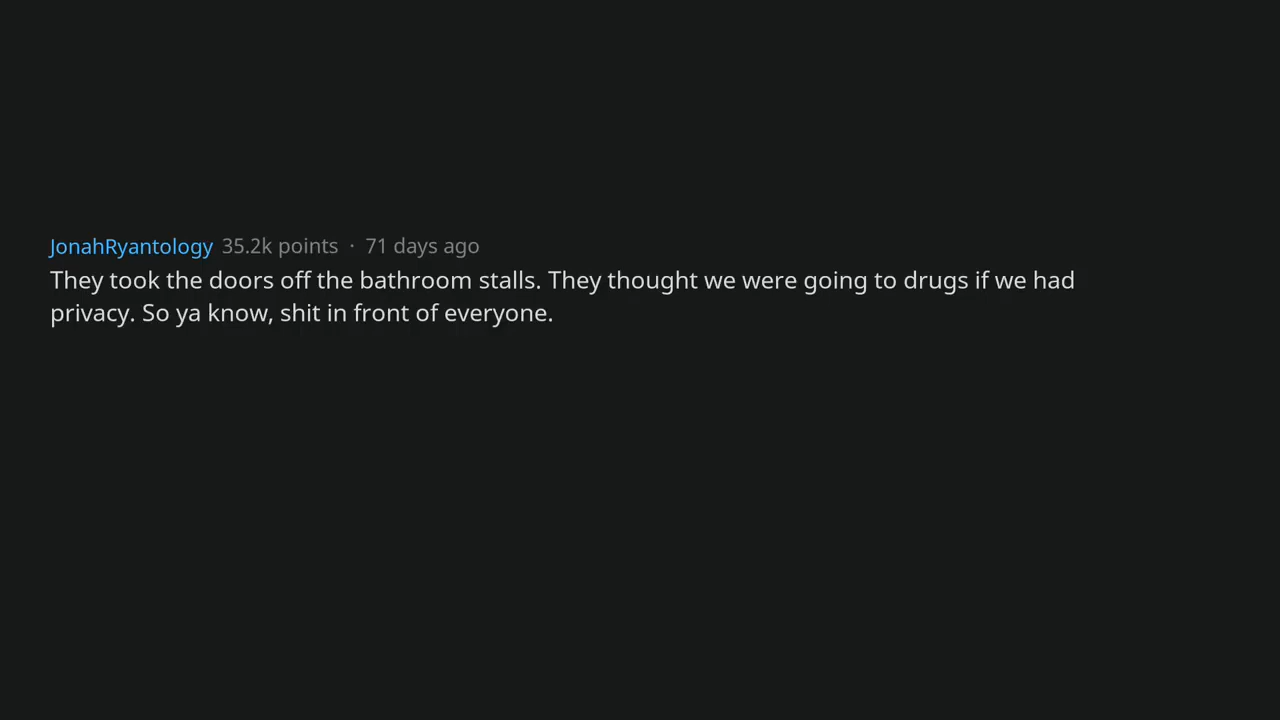 JonahRyantology 35.2k points · 71 days ago
They took the doors off the bathroom stalls. They thought we were going to drugs if we had
privacy. So ya know, shit in front of everyone.